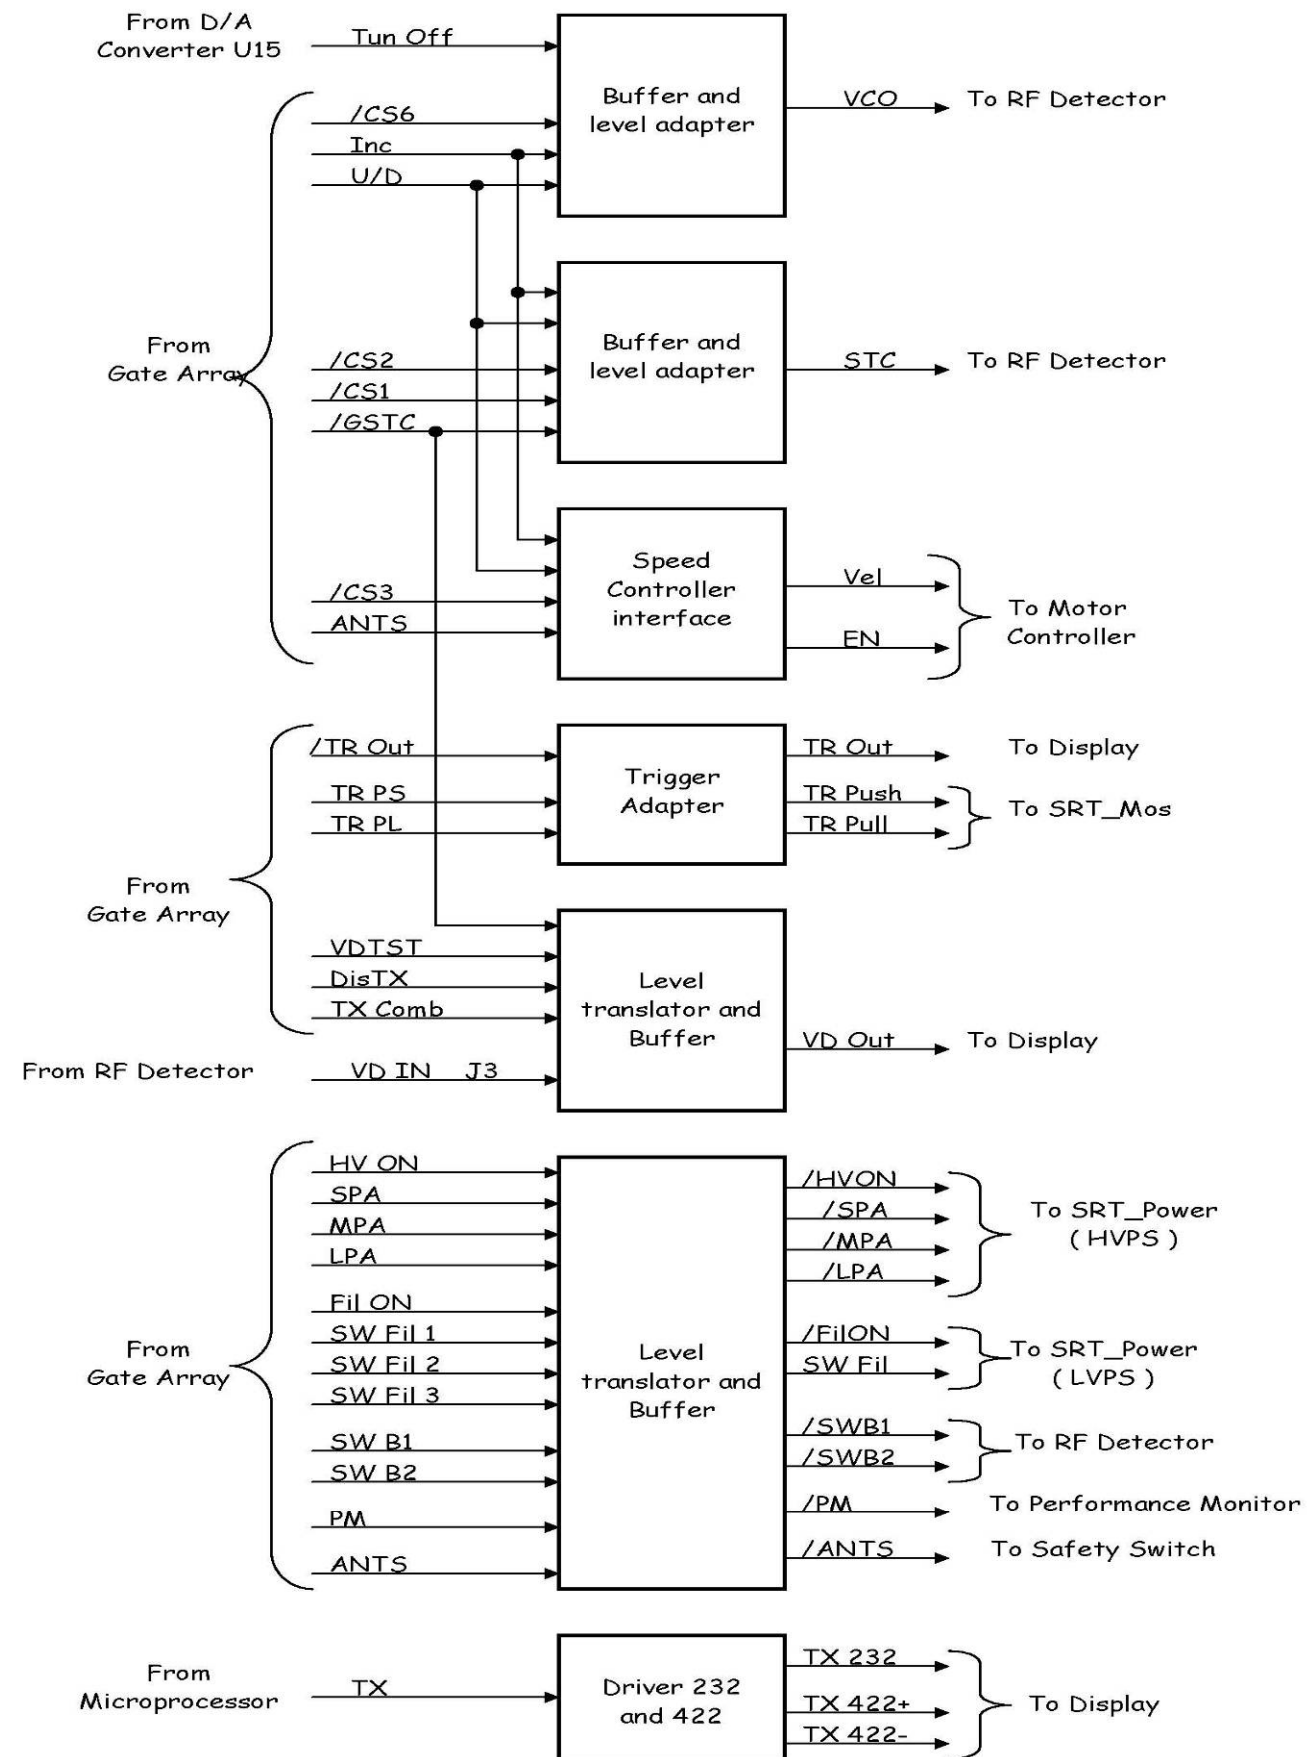 From D/A
Converter U15
Tun Off
Buffer and
level adapter
VCO
To RF Detector
/CS6
Inc
U/D
From
Gate Array
/CS2
/CS1
/GSTC
Buffer and
level adapter
STC
To RF Detector
/CS3
ANTS
Speed
Controller
interface
Vel
EN
To Motor
Controller
/TR Out
TR PS
TR PL
Trigger
Adapter
TR Out
To Display
TR Push
TR Pull
To SRT_Mos
From
Gate Array
VDTST
DisTX
TX Comb
Level
translator and
Buffer
VD Out
To Display
From RF Detector
VD IN J3
HV ON
SPA
MPA
LPA
Fil ON
SW Fil 1
SW Fil 2
SW Fil 3
SW B1
SW B2
PM
ANTS
From
Gate Array
Level
translator and
Buffer
/HVON
/SPA
/MPA
/LPA
To SRT_Power
( HVPS )
/FilON
SW Fil
To SRT_Power
( LVPS )
/SWB1
/SWB2
To RF Detector
/PM
To Performance Monitor
/ANTS
To Safety Switch
From
Microprocessor
TX
Driver 232
and 422
TX 232
TX 422+
TX 422-
To Display